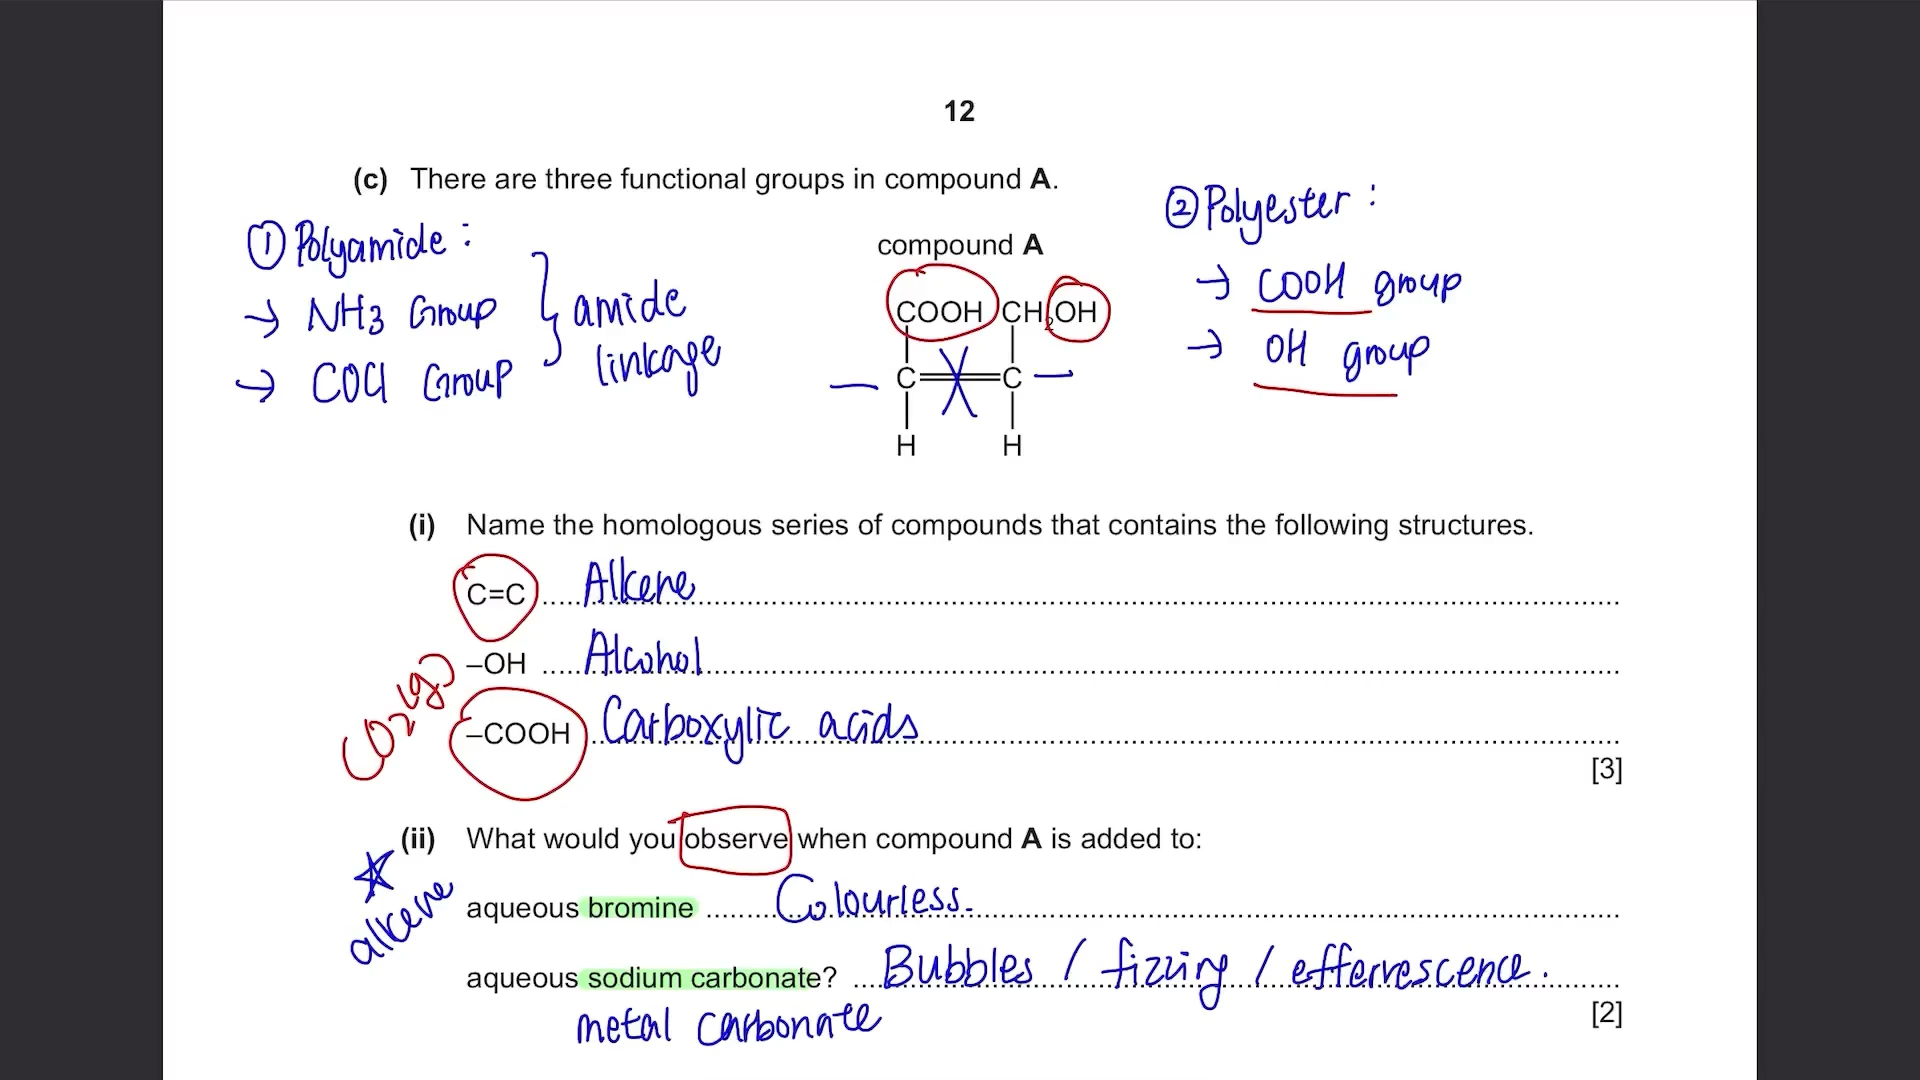 12
(c) There are three functional groups in compound A.
① Polyamide :
→ NH3 Group
→ COCl Group
amide
linkage
② Polyester :
→ COOH group
→ OH group
compound A
COOH CH₂OH
C=C
H H
(i) Name the homologous series of compounds that contains the following structures.
C=C ..... Alkene
–OH ..... Alcohol
–COOH ..... Carboxylic acids
CO2(g)
[3]
(ii) What would you observe when compound A is added to:
alkene
aqueous bromine ..... Colourless.
aqueous sodium carbonate? ..... Bubbles / fizzing / effervescence.
metal carbonate
[2]